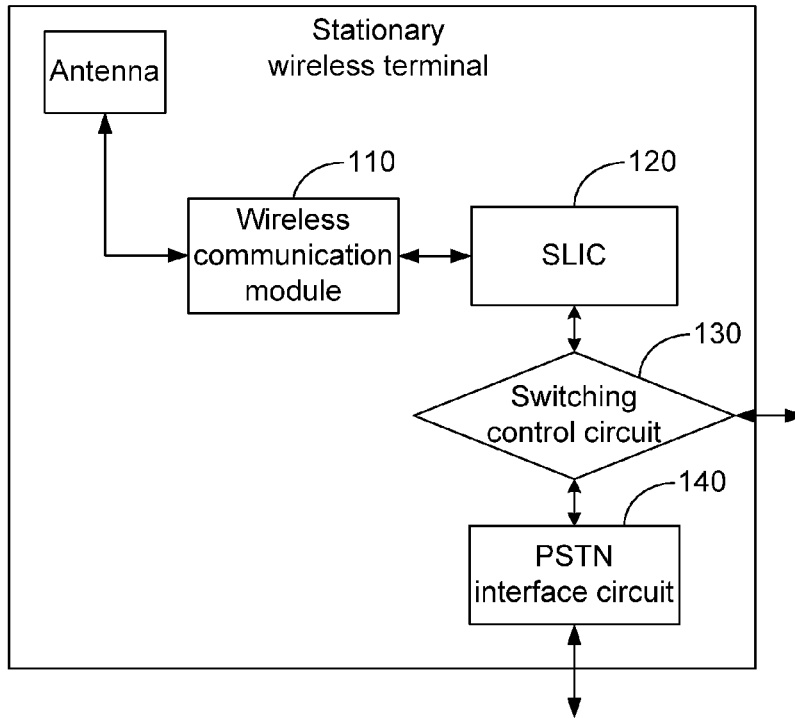 Stationary
wireless terminal
Antenna
110
Wireless
communication
module
120
SLIC
130
Switching
control circuit
140
PSTN
interface circuit